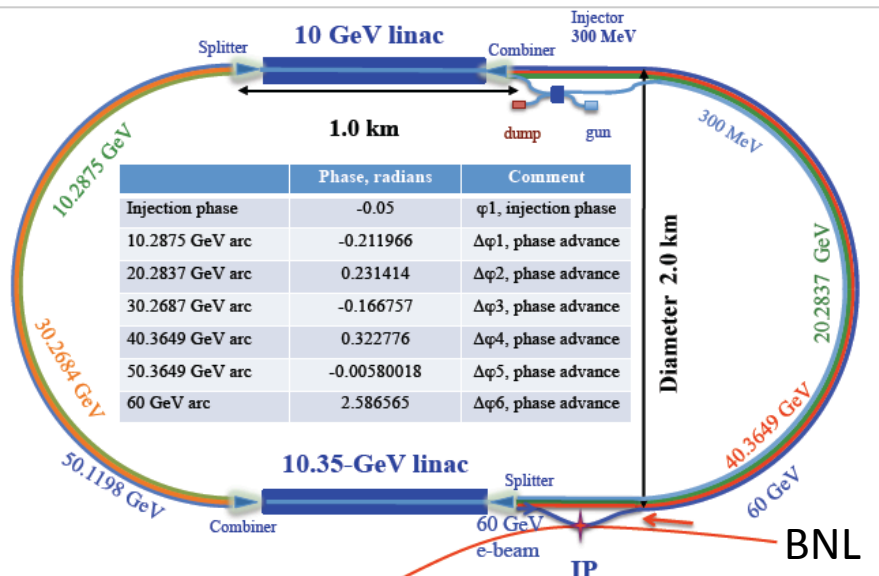 Injector
300 MeV
10 GeV linac
Splitter
Combiner
1.0 km
dump
gun
300 MeV
10.2875 GeV
Phase, radians Comment
Injection phase -0.05 φ1, injection phase
10.2875 GeV arc -0.211966 Δφ1, phase advance
20.2837 GeV arc 0.231414 Δφ2, phase advance
30.2687 GeV arc -0.166757 Δφ3, phase advance
40.3649 GeV arc 0.322776 Δφ4, phase advance
50.3649 GeV arc -0.00580018 Δφ5, phase advance
60 GeV arc 2.586565 Δφ6, phase advance
Diameter 2.0 km
20.2837 GeV
30.2684 GeV
40.3649 GeV
50.1198 GeV
60 GeV
10.35-GeV linac
Splitter
Combiner
60 GeV
e-beam
IP
BNL